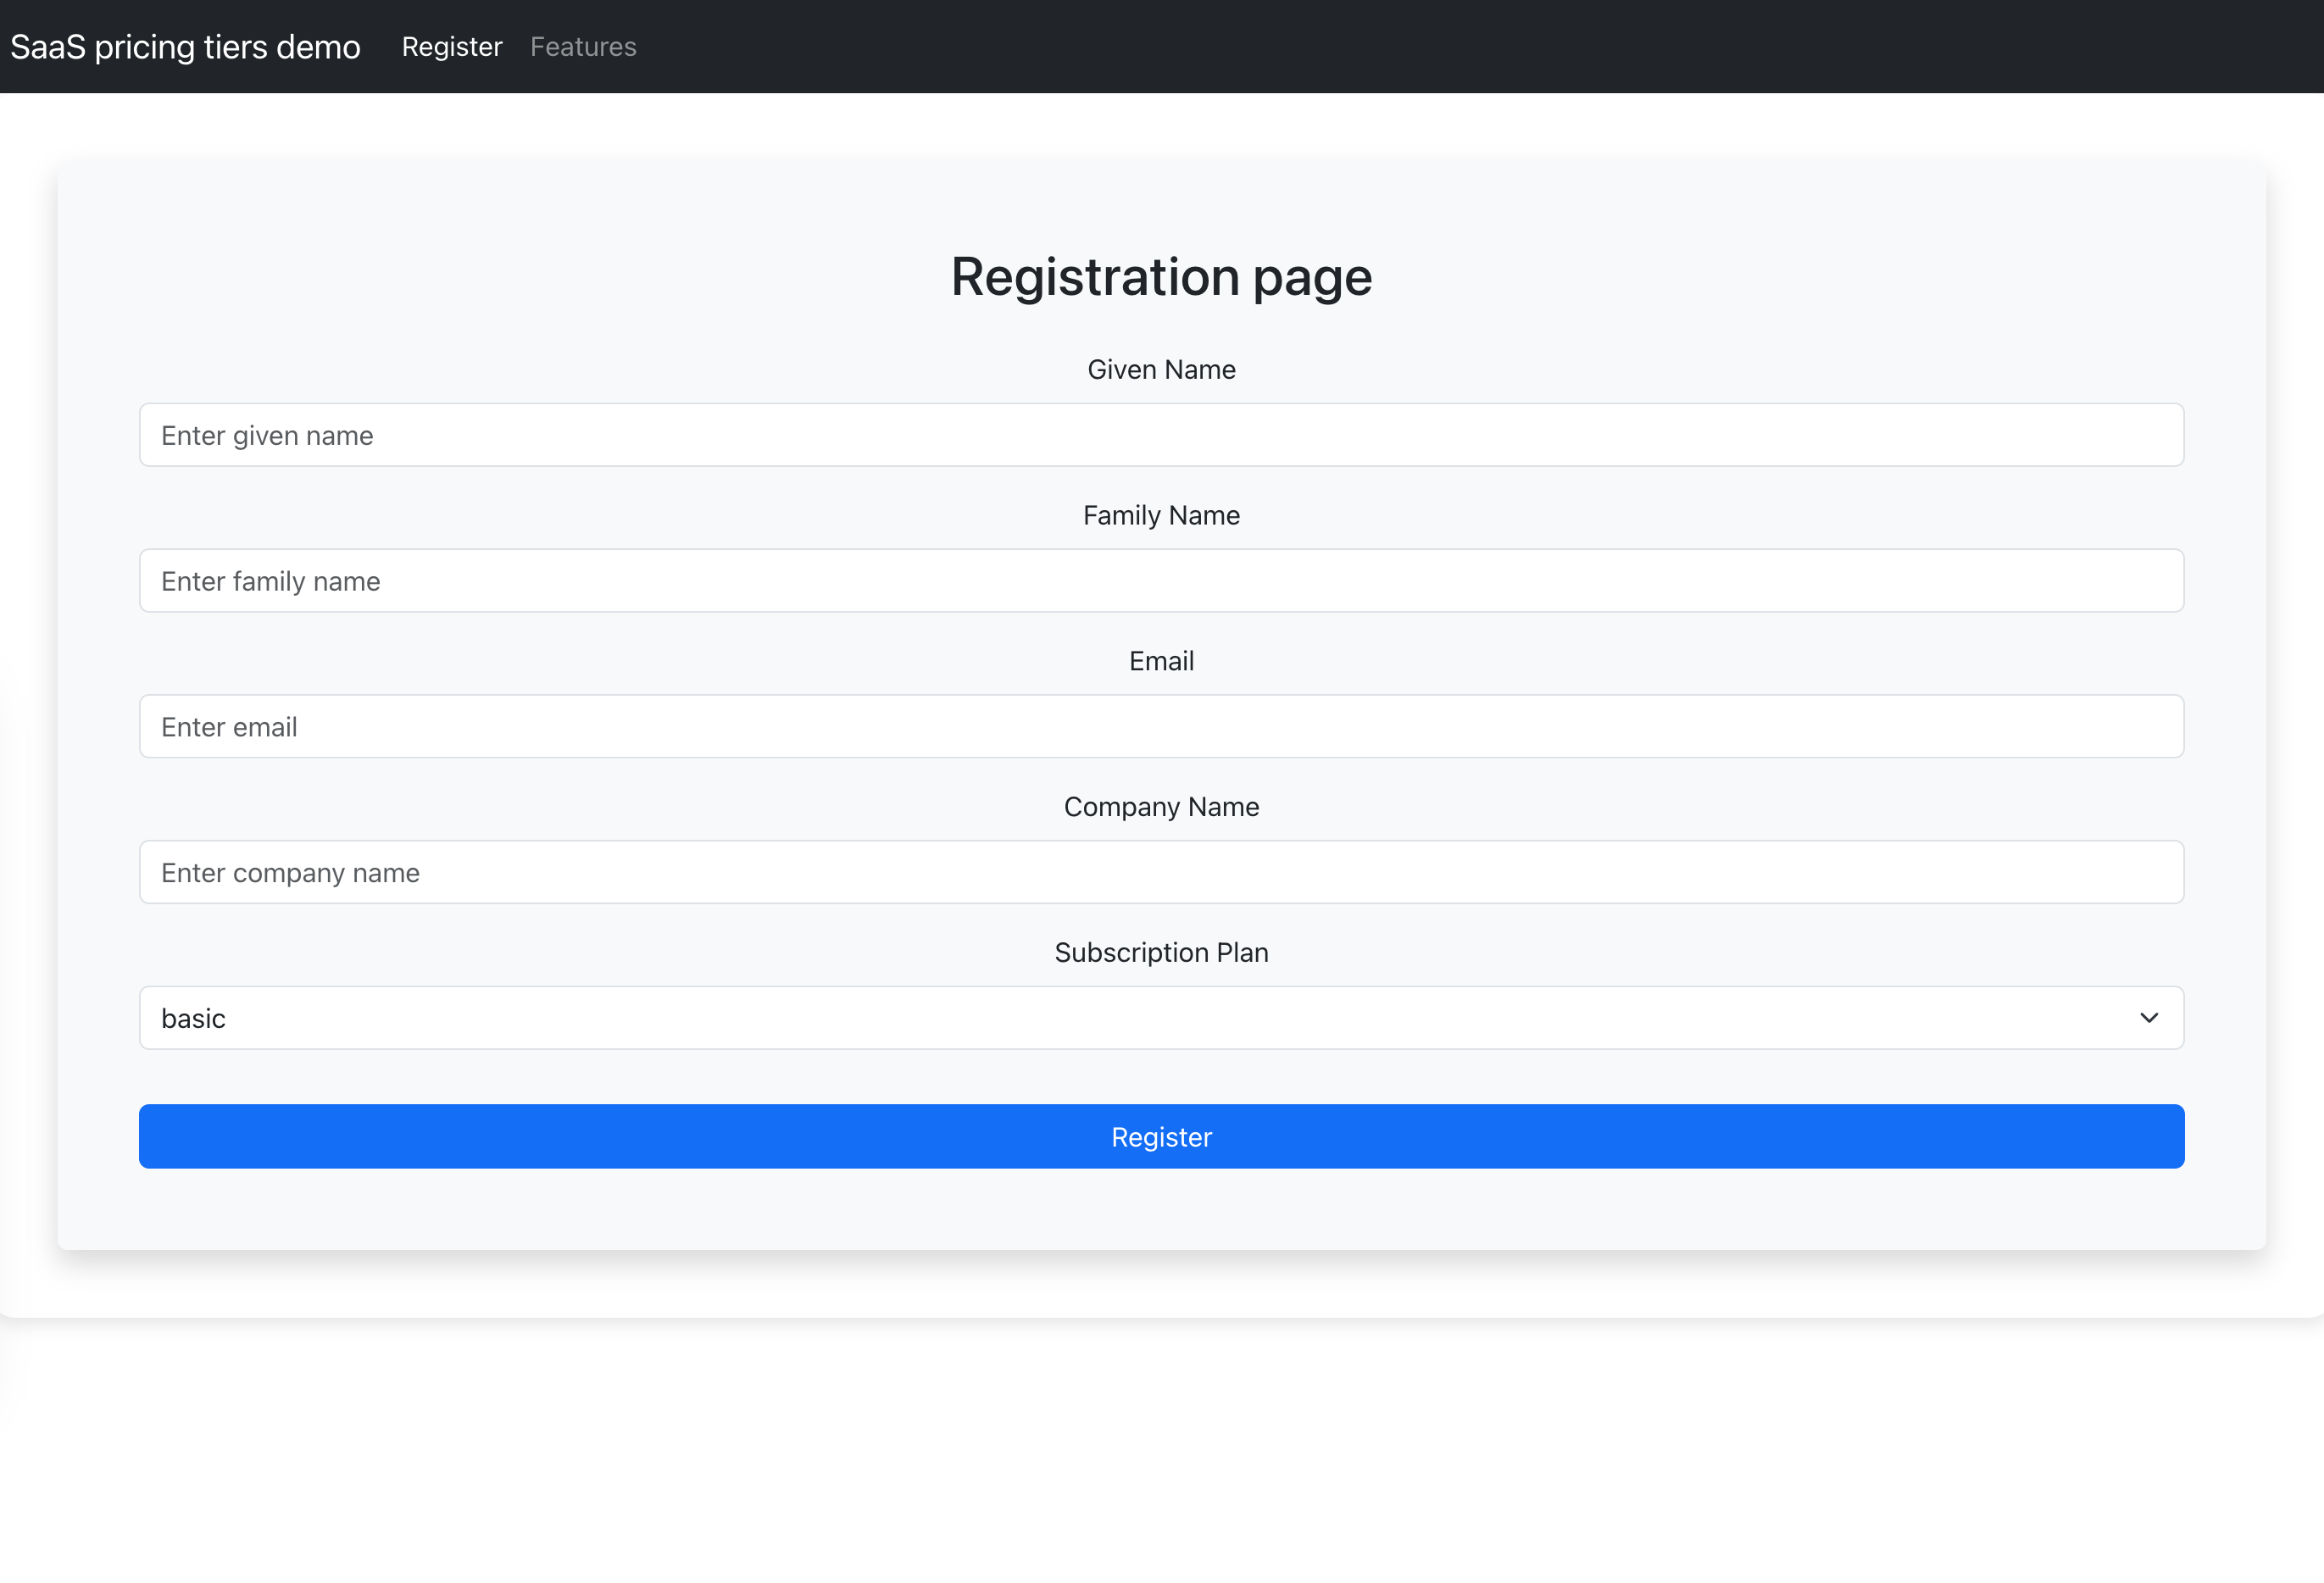 SaaS pricing tiers demo Register Features
Registration page
Given Name
Enter given name
Family Name
Enter family name
Email
Enter email
Company Name
Enter company name
Subscription Plan
basic
Register